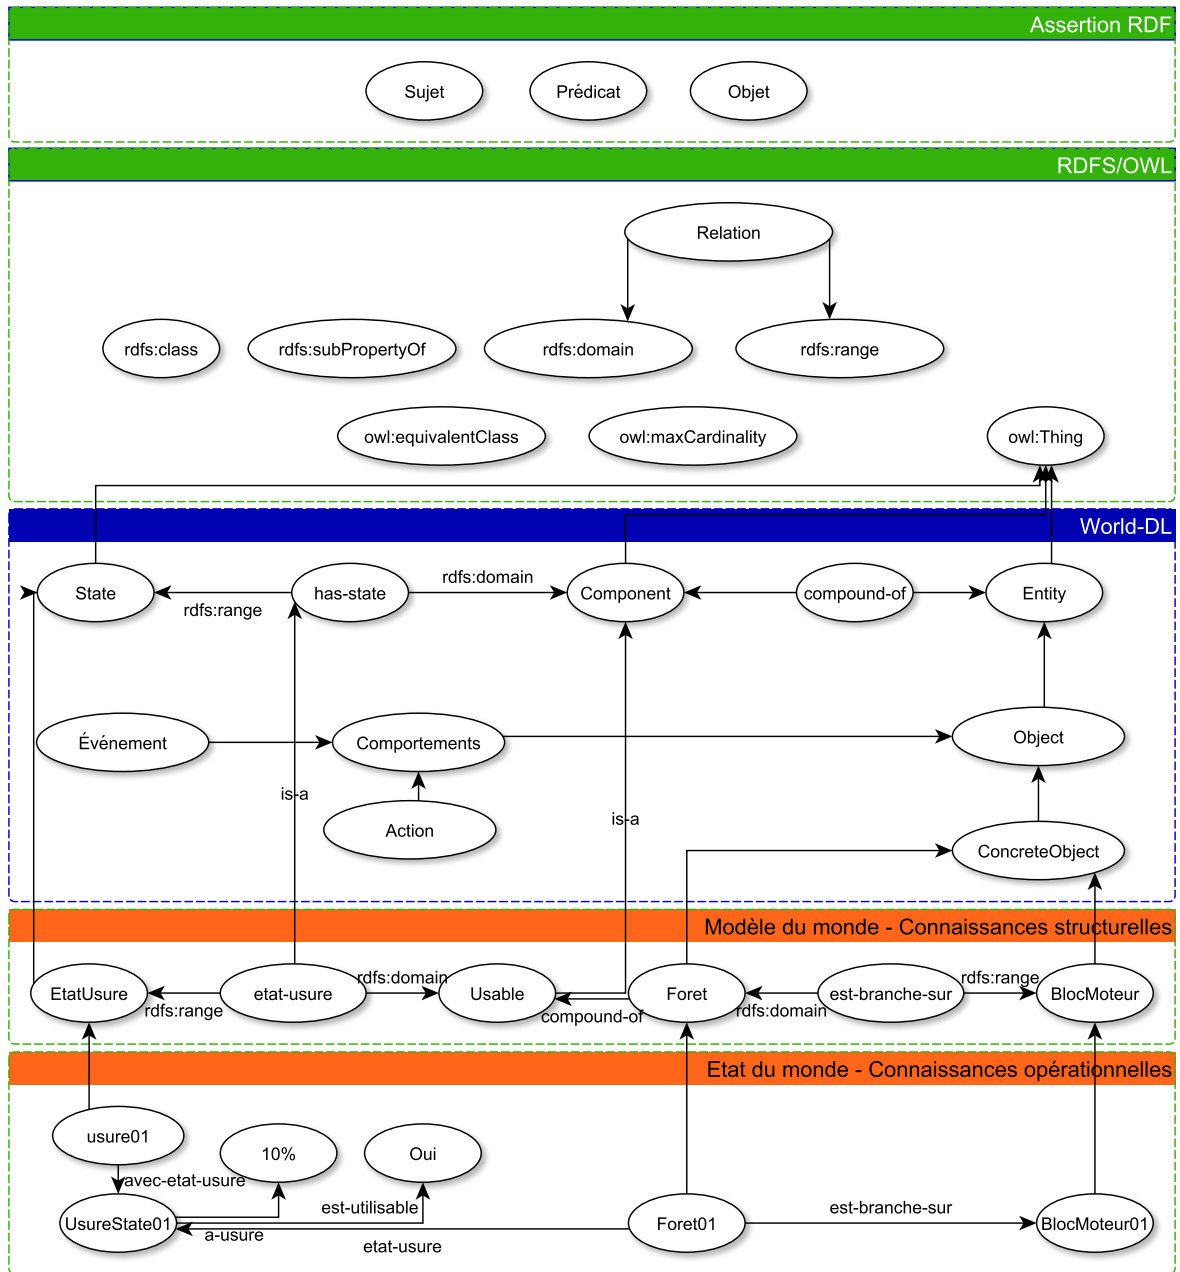 Assertion RDF
Sujet
Prédicat
Objet
RDFS/OWL
Relation
rdfs:class
rdfs:subPropertyOf
rdfs:domain
rdfs:range
owl:equivalentClass
owl:maxCardinality
owl:Thing
World-DL
State
rdfs:range
has-state
rdfs:domain
Component
compound-of
Entity
Événement
Comportements
Object
is-a
Action
is-a
ConcreteObject
Modèle du monde - Connaissances structurelles
EtatUsure
rdfs:range
etat-usure
rdfs:domain
Usable
compound-of
Foret
rdfs:domain
est-branche-sur
rdfs:range
BlocMoteur
Etat du monde - Connaissances opérationnelles
usure01
10%
Oui
avec-etat-usure
UsureState01
a-usure
est-utilisable
etat-usure
Foret01
est-branche-sur
BlocMoteur01